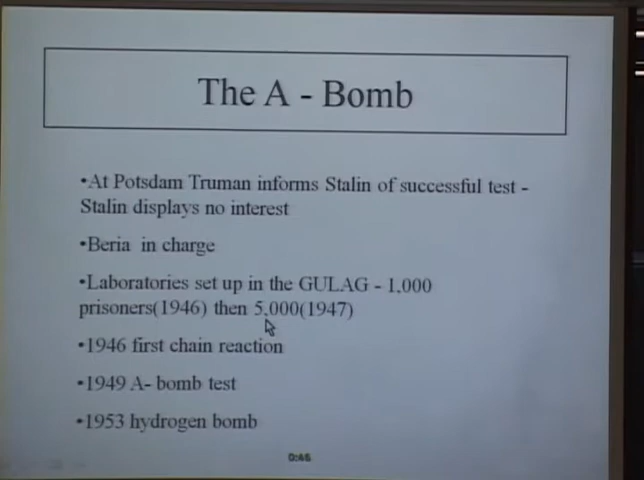 The A - Bomb
•At Potsdam Truman informs Stalin of successful test -
Stalin displays no interest
•Beria in charge
•Laboratories set up in the GULAG - 1,000
prisoners(1946) then 5,000(1947)
•1946 first chain reaction
•1949 A- bomb test
•1953 hydrogen bomb
0:46